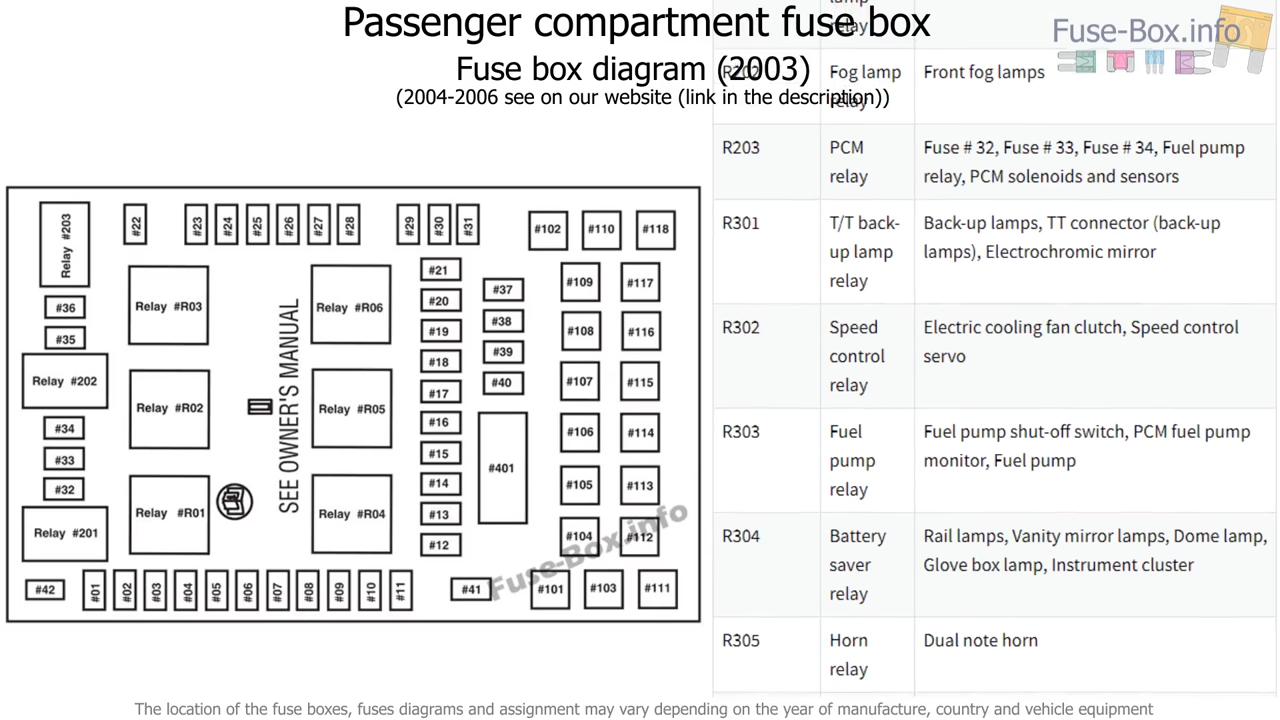 Passenger compartment fuse box
Fuse box diagram (2003)
(2004-2006 see on our website (link in the description))
Fuse-Box.info
lamp
relay
R202
Fog lamp
relay
Front fog lamps
R203
PCM
relay
Fuse # 32, Fuse # 33, Fuse # 34, Fuel pump
relay, PCM solenoids and sensors
R301
T/T back-
up lamp
relay
Back-up lamps, TT connector (back-up
lamps), Electrochromic mirror
R302
Speed
control
relay
Electric cooling fan clutch, Speed control
servo
R303
Fuel
pump
relay
Fuel pump shut-off switch, PCM fuel pump
monitor, Fuel pump
R304
Battery
saver
relay
Rail lamps, Vanity mirror lamps, Dome lamp,
Glove box lamp, Instrument cluster
R305
Horn
relay
Dual note horn
Relay #203
#22
#23
#24
#25
#26
#27
#28
#29
#30
#31
#102
#110
#118
#36
#35
Relay #202
#34
#33
#32
Relay #201
#42
Relay #R03
Relay #R02
Relay #R01
SEE OWNER'S MANUAL
Relay #R06
Relay #R05
Relay #R04
#21
#20
#19
#18
#17
#16
#15
#14
#13
#12
#37
#38
#39
#40
#401
#109
#108
#107
#106
#105
#104
#117
#116
#115
#114
#113
#112
#01
#02
#03
#04
#05
#06
#07
#08
#09
#10
#11
#41
#101
#103
#111
Fuse-Box.info
The location of the fuse boxes, fuses diagrams and assignment may vary depending on the year of manufacture, country and vehicle equipment